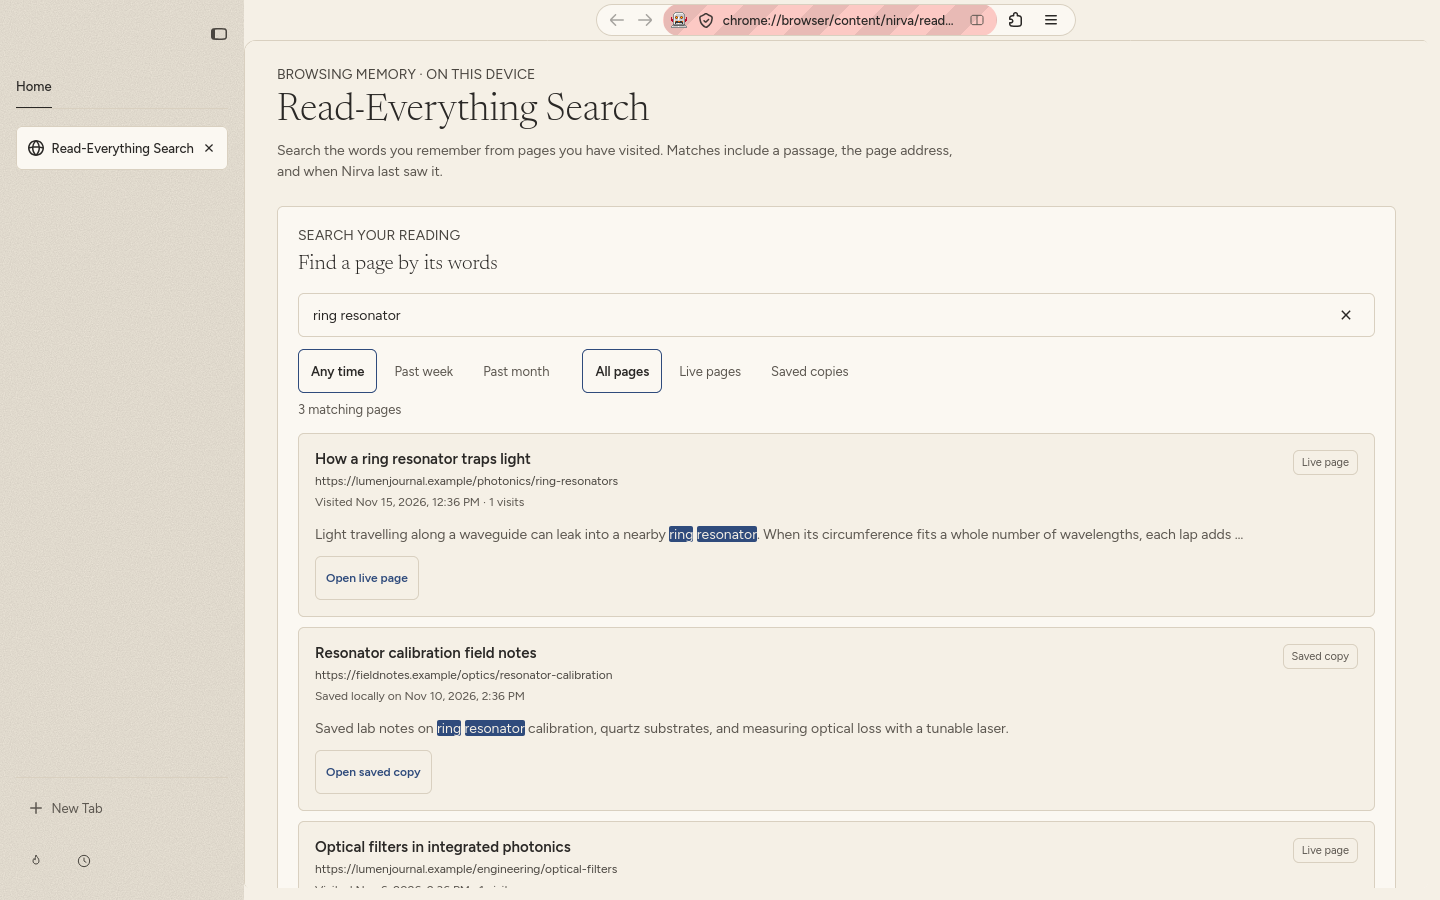 chrome://browser/content/nirva/read...
Home
Read-Everything Search
New Tab
BROWSING MEMORY · ON THIS DEVICE
Read-Everything Search
Search the words you remember from pages you have visited. Matches include a passage, the page address,
and when Nirva last saw it.
SEARCH YOUR READING
Find a page by its words
ring resonator
Any time Past week Past month All pages Live pages Saved copies
3 matching pages
How a ring resonator traps light
Live page
https://lumenjournal.example/photonics/ring-resonators
Visited Nov 15, 2026, 12:36 PM · 1 visits
Light travelling along a waveguide can leak into a nearby ring resonator. When its circumference fits a whole number of wavelengths, each lap adds ...
Open live page
Resonator calibration field notes
Saved copy
https://fieldnotes.example/optics/resonator-calibration
Saved locally on Nov 10, 2026, 2:36 PM
Saved lab notes on ring resonator calibration, quartz substrates, and measuring optical loss with a tunable laser.
Open saved copy
Optical filters in integrated photonics
Live page
https://lumenjournal.example/engineering/optical-filters